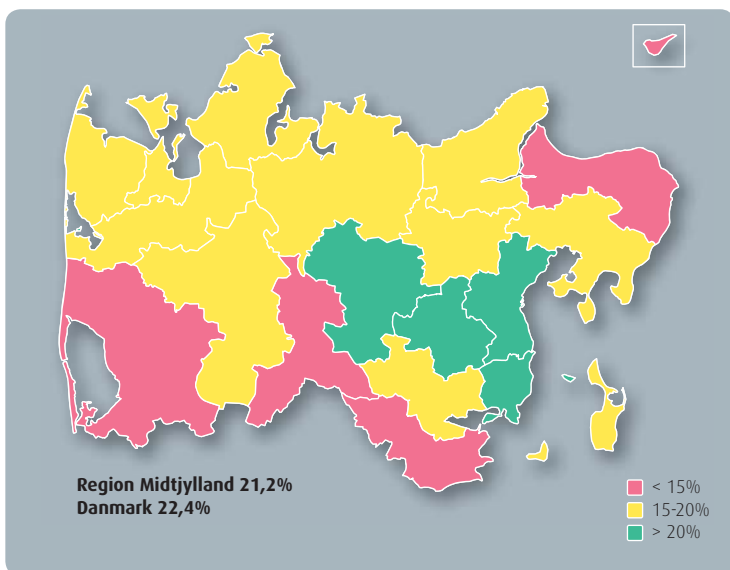 Region Midtjylland 21,2%
Danmark 22,4%
< 15%
15-20%
> 20%